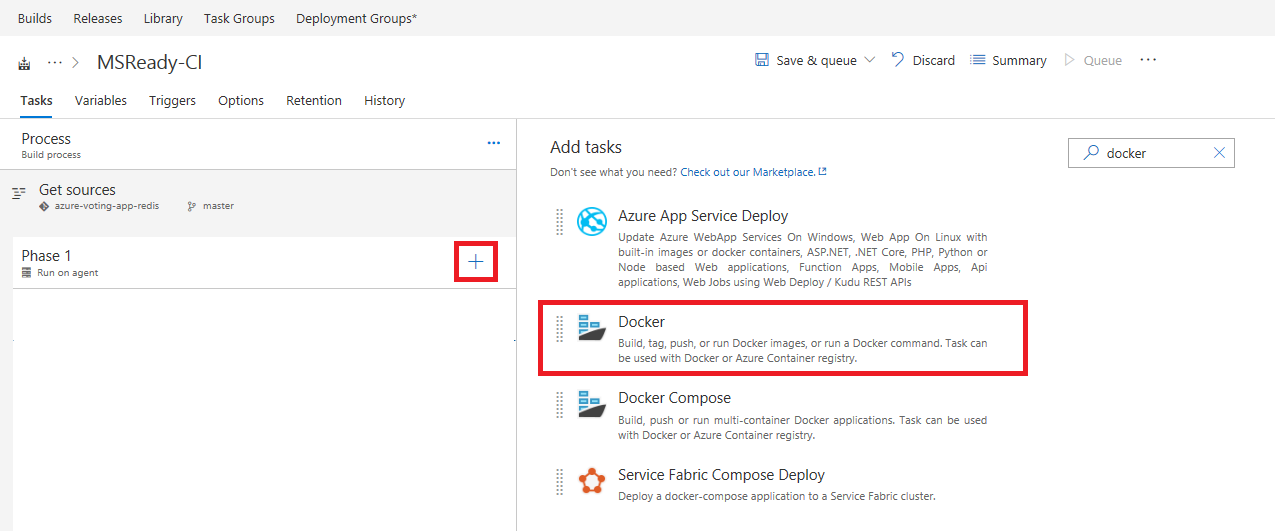 Builds Releases Library Task Groups Deployment Groups*
··· > MSReady-CI
Save & queue Discard Summary Queue ···
Tasks Variables Triggers Options Retention History
Process ···
Build process
Get sources
azure-voting-app-redis master
Phase 1
Run on agent
Add tasks
docker
Don't see what you need? Check out our Marketplace.
Azure App Service Deploy
Update Azure WebApp Services On Windows, Web App On Linux with
built-in images or docker containers, ASP.NET, .NET Core, PHP, Python or
Node based Web applications, Function Apps, Mobile Apps, Api
applications, Web Jobs using Web Deploy / Kudu REST APIs
Docker
Build, tag, push, or run Docker images, or run a Docker command. Task can
be used with Docker or Azure Container registry.
Docker Compose
Build, push or run multi-container Docker applications. Task can be used
with Docker or Azure Container registry.
Service Fabric Compose Deploy
Deploy a docker-compose application to a Service Fabric cluster.